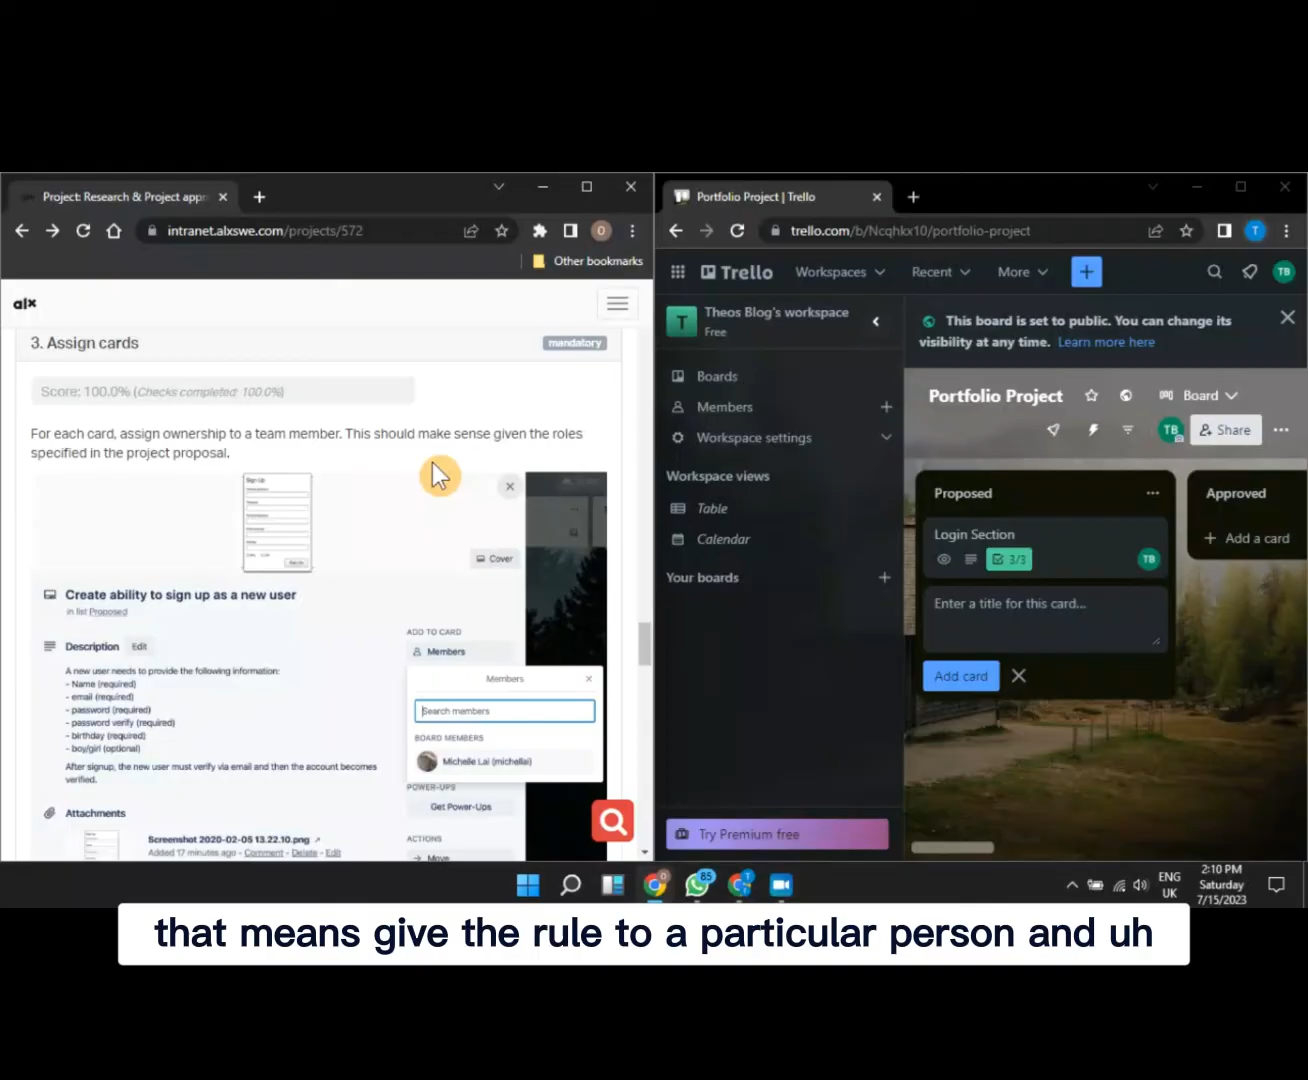 Project: Research & Project appr
intranet.alxswe.com/projects/572
Other bookmarks
alx
3. Assign cards
mandatory
Score: 100.0% (Checks completed: 100.0%)
For each card, assign ownership to a team member. This should make sense given the roles
specified in the project proposal.
Sign Up
Cover
Create ability to sign up as a new user
in list Proposed
Description Edit
A new user needs to provide the following information:
- Name (required)
- email (required)
- password (required)
- password verify (required)
- birthday (required)
- boy/girl (optional)
After signup, the new user must verify via email and then the account becomes
verified.
Attachments
Screenshot 2020-02-05 13.22.10.png
Added 17 minutes ago - Comment - Delete - Edit
ADD TO CARD
Members
Members
Search members
BOARD MEMBERS
Michelle Lai (michellai)
POWER-UPS
Get Power-Ups
ACTIONS
Move
Portfolio Project | Trello
trello.com/b/Ncqhkx10/portfolio-project
T
Trello
Workspaces
Recent
More
TB
T
Theos Blog's workspace
Free
Boards
Members
Workspace settings
Workspace views
Table
Calendar
Your boards
Try Premium free
This board is set to public. You can change its
visibility at any time. Learn more here
Portfolio Project
Board
TB
Share
Proposed
Login Section
3/3
TB
Enter a title for this card...
Add card
Approved
+ Add a card
85
ENG
UK
2:10 PM
Saturday
7/15/2023
that means give the rule to a particular person and uh